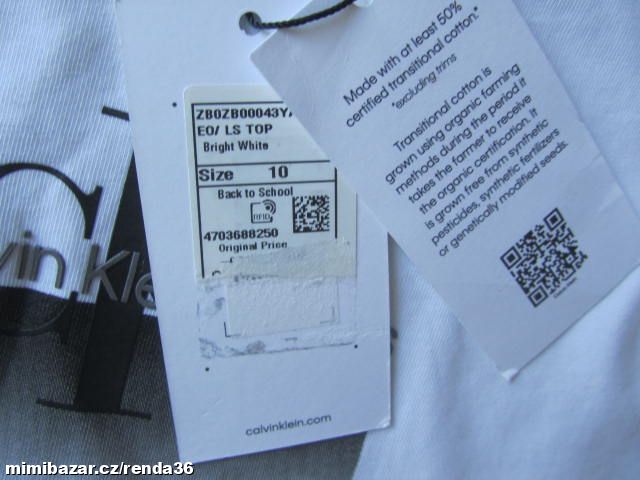 ZB0ZB00043YA
EO/ LS TOP
Bright White
Size 10
Back to School
RFID
4703688250
Original Price
calvinklein.com
Made with at least 50%
certified transitional cotton.*
*excluding trims
Transitional cotton is
grown using organic farming
methods during the period it
takes the farmer to receive
the organic certification. It
is grown free from synthetic
pesticides, synthetic fertilizers
or genetically modified seeds.
vin Kle
mimibazar.cz/renda36